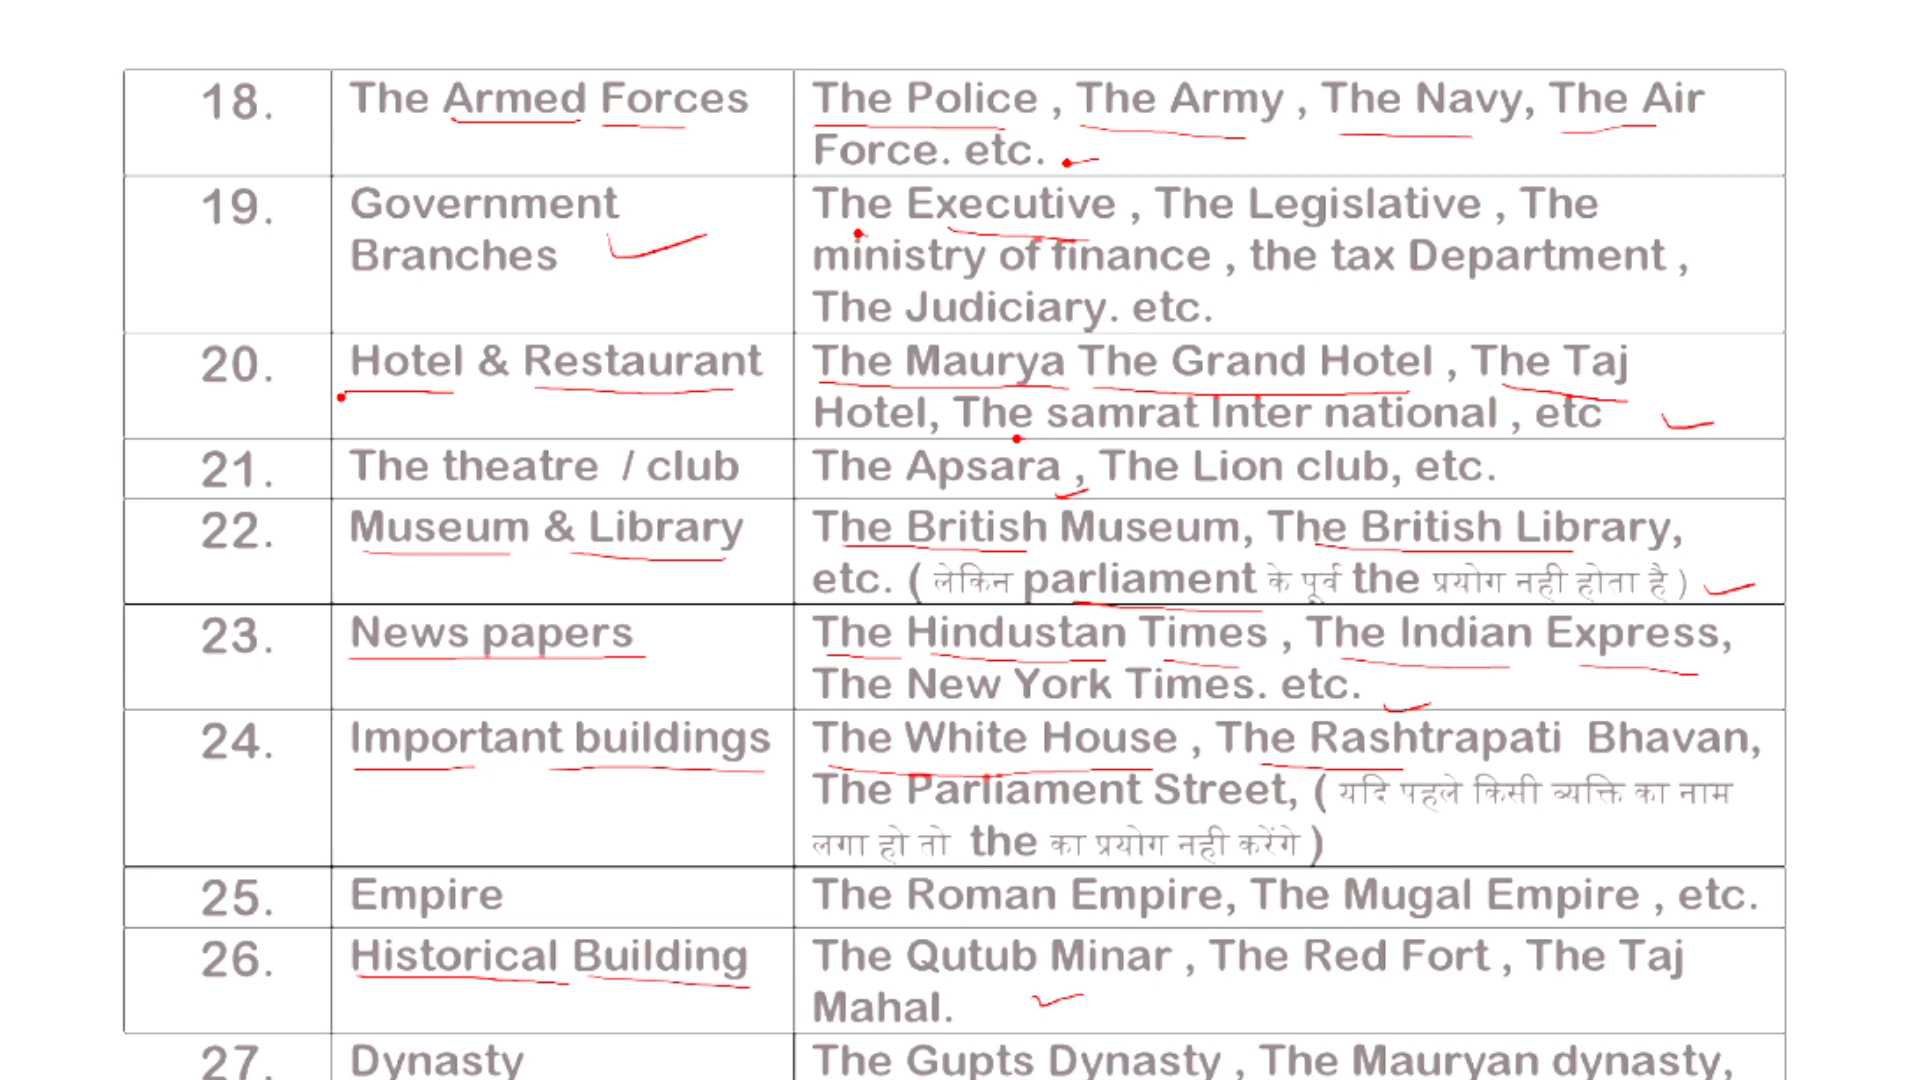 18. The Armed Forces The Police , The Army , The Navy, The Air
Force. etc.
19. Government The Executive , The Legislative , The
Branches ministry of finance , the tax Department ,
The Judiciary. etc.
20. Hotel & Restaurant The Maurya The Grand Hotel , The Taj
Hotel, The samrat Inter national , etc
21. The theatre / club The Apsara , The Lion club, etc.
22. Museum & Library The British Museum, The British Library,
etc. ( लेकिन parliament के पूर्व the प्रयोग नही होता है )
23. News papers The Hindustan Times , The Indian Express,
The New York Times. etc.
24. Important buildings The White House , The Rashtrapati Bhavan,
The Parliament Street, ( यदि पहले किसी व्यक्ति का नाम
लगा हो तो the का प्रयोग नही करेंगे )
25. Empire The Roman Empire, The Mugal Empire , etc.
26. Historical Building The Qutub Minar , The Red Fort , The Taj
Mahal.
27. Dynasty The Gupts Dynasty , The Mauryan dynasty,